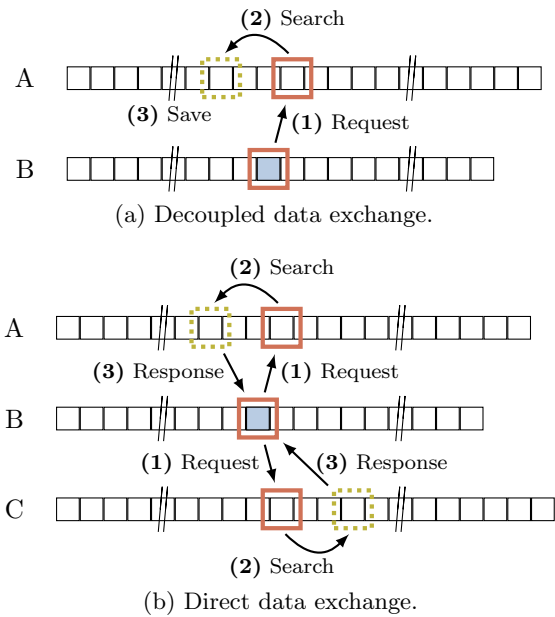 (2) Search
A
(3) Save
(1) Request
B
(a) Decoupled data exchange.
(2) Search
A
(3) Response
(1) Request
B
(1) Request
(3) Response
C
(2) Search
(b) Direct data exchange.